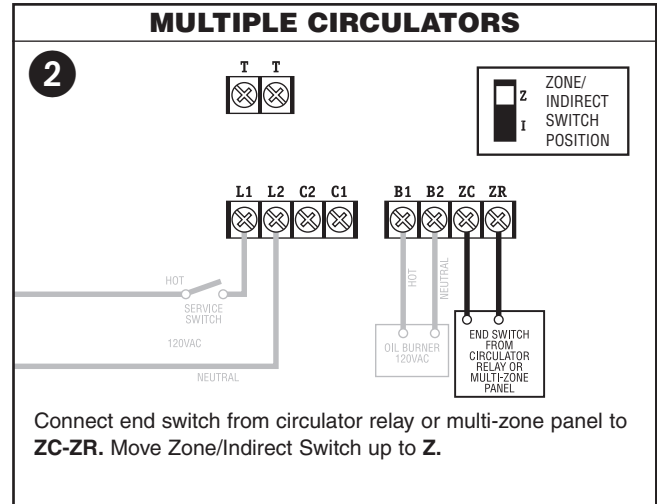 MULTIPLE CIRCULATORS
2
T T
Z
I
ZONE/
INDIRECT
SWITCH
POSITION
L1 L2 C2 C1
B1 B2 ZC ZR
HOT
SERVICE
SWITCH
120VAC
NEUTRAL
HOT
NEUTRAL
OIL BURNER
120VAC
END SWITCH
FROM
CIRCULATOR
RELAY OR
MULTI-ZONE
PANEL
Connect end switch from circulator relay or multi-zone panel to
ZC-ZR. Move Zone/Indirect Switch up to Z.